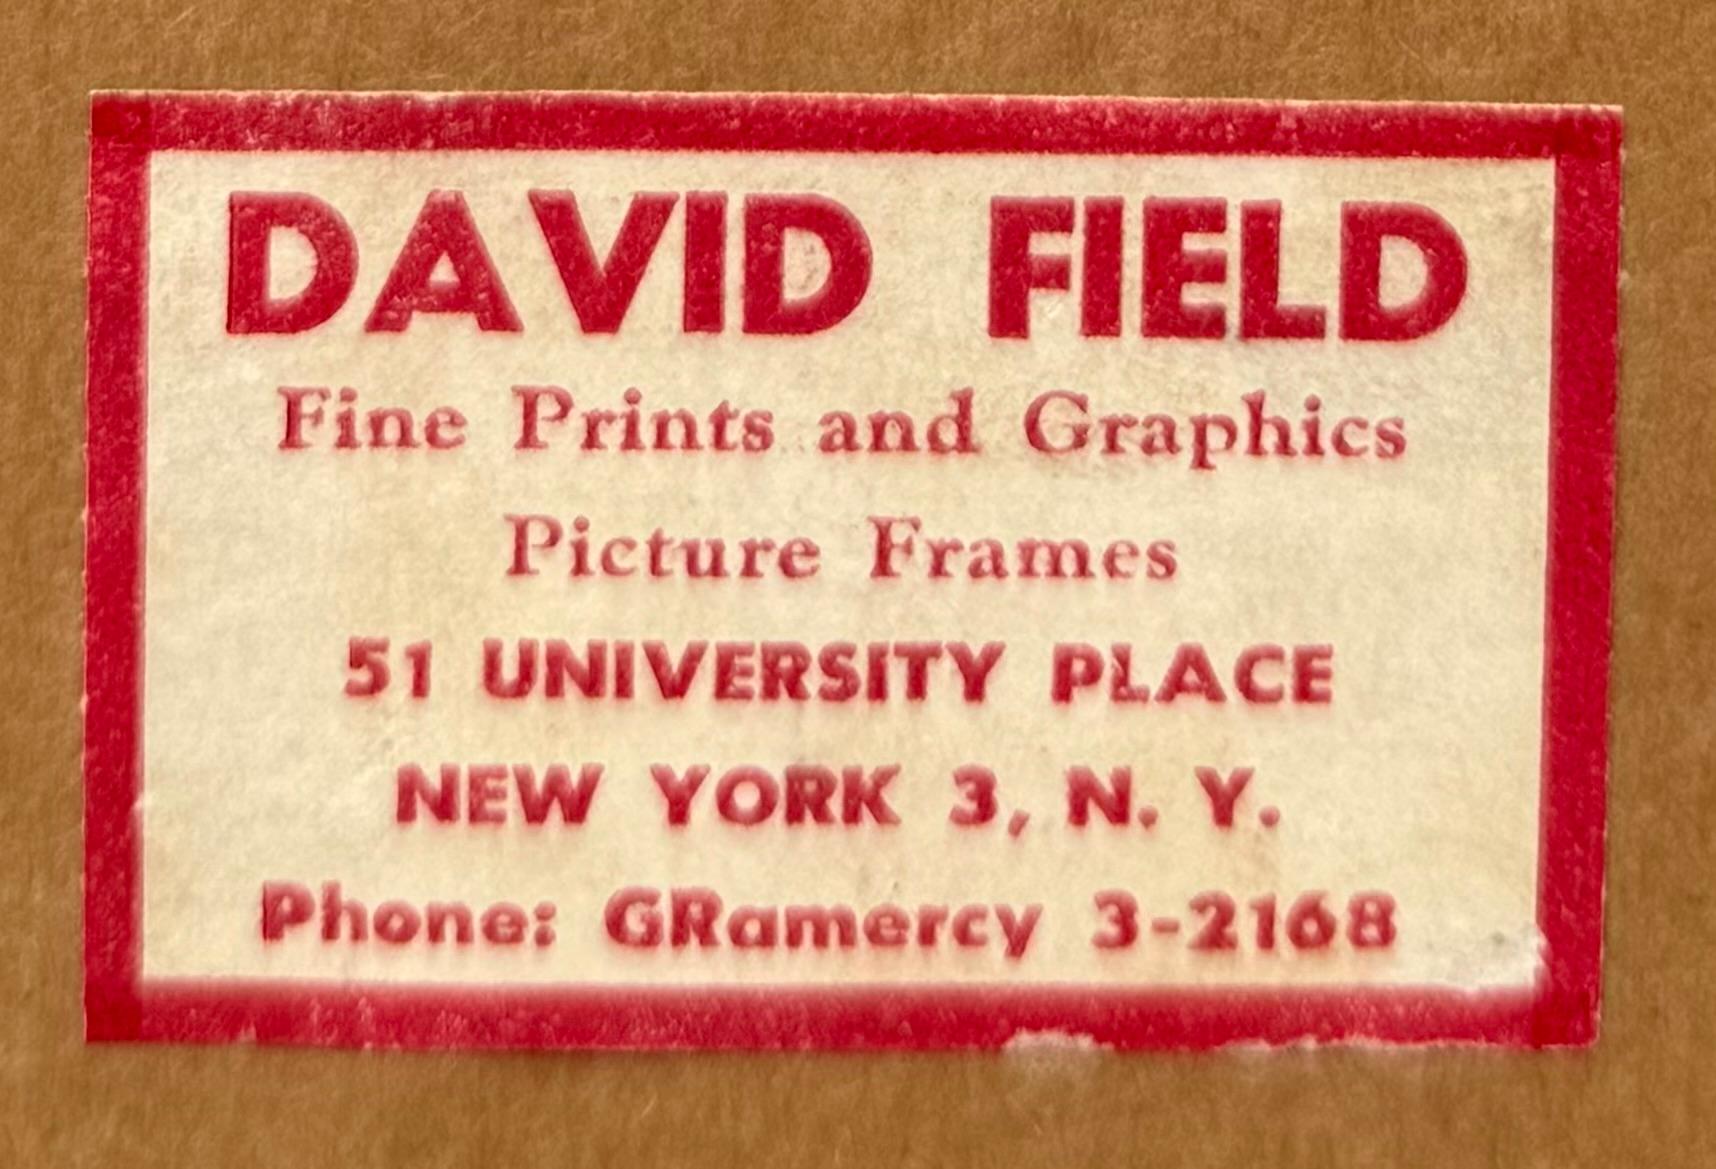 DAVID FIELD
Fine Prints and Graphics
Picture Frames
51 UNIVERSITY PLACE
NEW YORK 3, N. Y.
Phone: GRamercy 3-2168